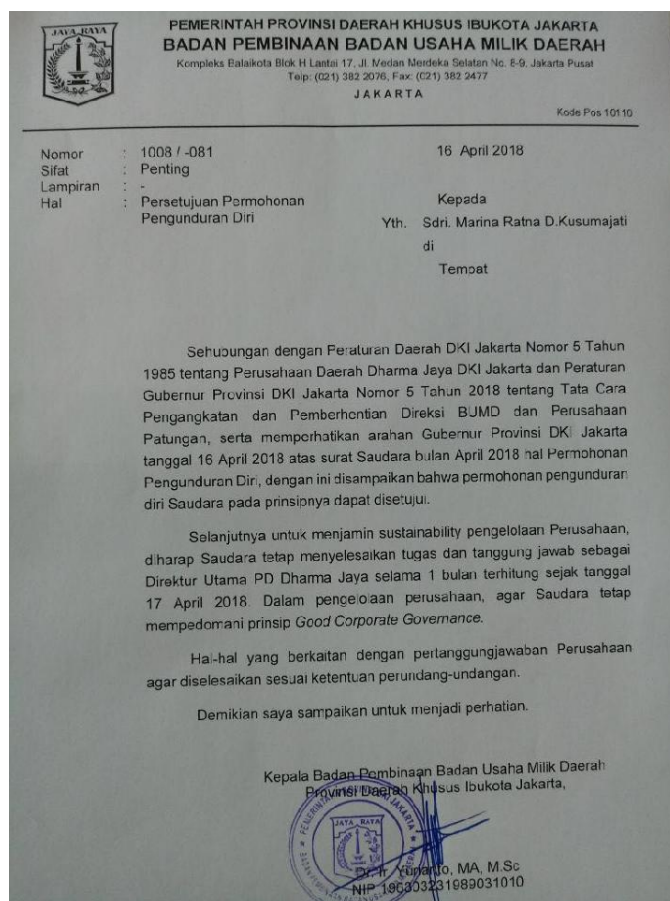 JAYA RAYA
PEMERINTAH PROVINSI DAERAH KHUSUS IBUKOTA JAKARTA
BADAN PEMBINAAN BADAN USAHA MILIK DAERAH
Kompleks Balaikota Blok H Lantai 17, Jl. Medan Merdeka Selatan No. 8-9, Jakarta Pusat
Telp: (021) 382 2076, Fax: (021) 382 2477
JAKARTA
Kode Pos 10110
Nomor : 1008 / -081
16 April 2018
Sifat : Penting
Lampiran : -
Hal : Persetujuan Permohonan
Pengunduran Diri
Kepada
Yth. Sdri. Marina Ratna D.Kusumajati
di
Tempat
Sehubungan dengan Peraturan Daerah DKI Jakarta Nomor 5 Tahun
1985 tentang Perusahaan Daerah Dharma Jaya DKI Jakarta dan Peraturan
Gubernur Provinsi DKI Jakarta Nomor 5 Tahun 2018 tentang Tata Cara
Pengangkatan dan Pemberhentian Direksi BUMD dan Perusahaan
Patungan, serta memperhatikan arahan Gubernur Provinsi DKI Jakarta
tanggal 16 April 2018 atas surat Saudara bulan April 2018 hal Permohonan
Pengunduran Diri, dengan ini disampaikan bahwa permohonan pengunduran
diri Saudara pada prinsipnya dapat disetujui.
Selanjutnya untuk menjamin sustainability pengelolaan Perusahaan,
diharap Saudara tetap menyelesaikan tugas dan tanggung jawab sebagai
Direktur Utama PD Dharma Jaya selama 1 bulan terhitung sejak tanggal
17 April 2018. Dalam pengelolaan perusahaan, agar Saudara tetap
mempedomani prinsip Good Corporate Governance.
Hal-hal yang berkaitan dengan pertanggungjawaban Perusahaan
agar diselesaikan sesuai ketentuan perundang-undangan.
Demikian saya sampaikan untuk menjadi perhatian.
Kepala Badan Pembinaan Badan Usaha Milik Daerah
Provinsi Daerah Khusus Ibukota Jakarta,
JAYA RAYA
Dr. Ir. Yurianto, MA, M.Sc
NIP. 196303231989031010